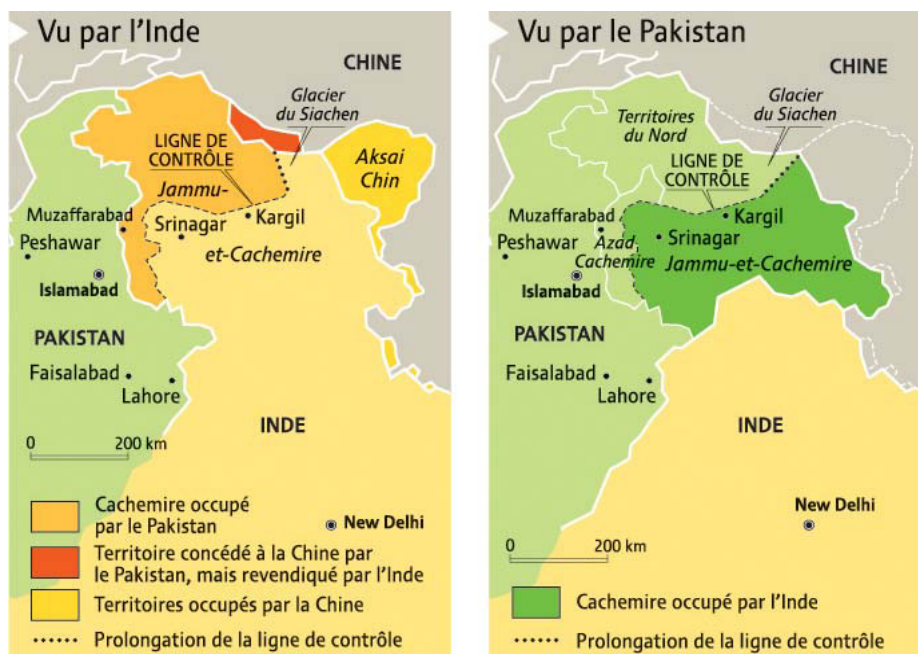 Vu par l'Inde
CHINE
Glacier
du Siachen
LIGNE DE
CONTRÔLE
Aksai
Chin
Jammu-
Muzaffarabad
Srinagar
Kargil
Peshawar
et-Cachemire
Islamabad
PAKISTAN
Faisalabad
Lahore
INDE
0 200 km
New Delhi
Cachemire occupé
par le Pakistan
Territoire concédé à la Chine par
le Pakistan, mais revendiqué par l'Inde
Territoires occupés par la Chine
Prolongation de la ligne de contrôle
Vu par le Pakistan
CHINE
Glacier
du Siachen
Territoires
du Nord
LIGNE DE
CONTRÔLE
Muzaffarabad
Kargil
Peshawar
Srinagar
Azad
Cachemire
Jammu-et-Cachemire
Islamabad
PAKISTAN
Faisalabad
Lahore
INDE
New Delhi
0 200 km
Cachemire occupé par l'Inde
Prolongation de la ligne de contrôle